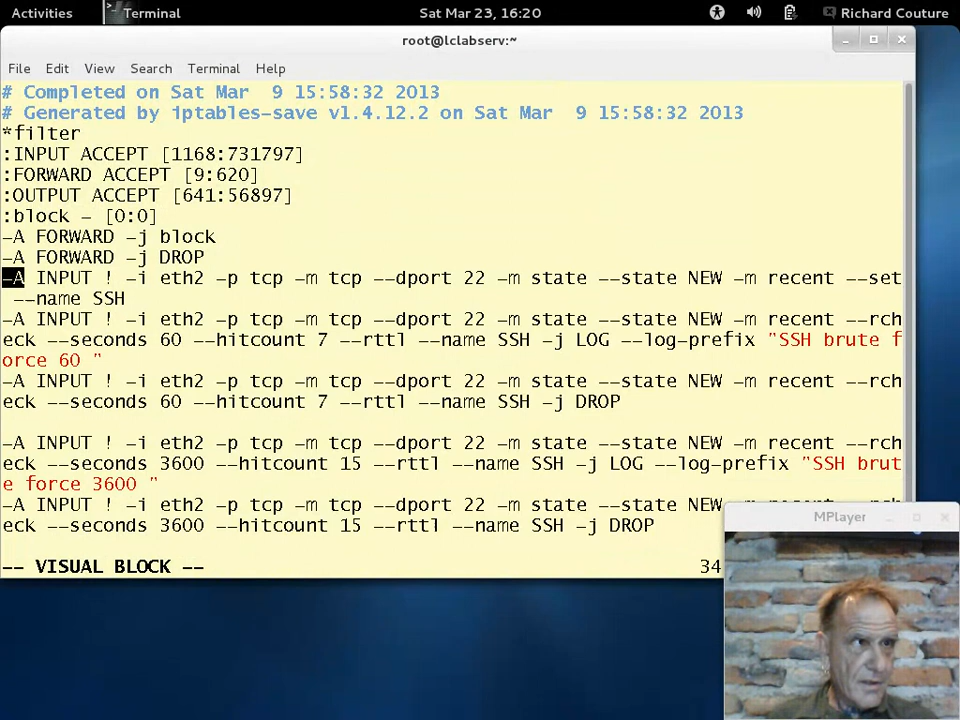 Activities Terminal Sat Mar 23, 16:20 Richard Couture
root@lclabserv:~
File Edit View Search Terminal Help
# Completed on Sat Mar  9 15:58:32 2013
# Generated by iptables-save v1.4.12.2 on Sat Mar  9 15:58:32 2013
*filter
:INPUT ACCEPT [1168:731797]
:FORWARD ACCEPT [9:620]
:OUTPUT ACCEPT [641:56897]
:block - [0:0]
-A FORWARD -j block
-A FORWARD -j DROP
-A INPUT ! -i eth2 -p tcp -m tcp --dport 22 -m state --state NEW -m recent --set
 --name SSH
-A INPUT ! -i eth2 -p tcp -m tcp --dport 22 -m state --state NEW -m recent --rch
eck --seconds 60 --hitcount 7 --rttl --name SSH -j LOG --log-prefix "SSH brute f
orce 60 "
-A INPUT ! -i eth2 -p tcp -m tcp --dport 22 -m state --state NEW -m recent --rch
eck --seconds 60 --hitcount 7 --rttl --name SSH -j DROP
-A INPUT ! -i eth2 -p tcp -m tcp --dport 22 -m state --state NEW -m recent --rch
eck --seconds 3600 --hitcount 15 --rttl --name SSH -j LOG --log-prefix "SSH brut
e force 3600 "
-A INPUT ! -i eth2 -p tcp -m tcp --dport 22 -m state --state NEW -m recent --rch
eck --seconds 3600 --hitcount 15 --rttl --name SSH -j DROP
MPlayer
-- VISUAL BLOCK -- 34